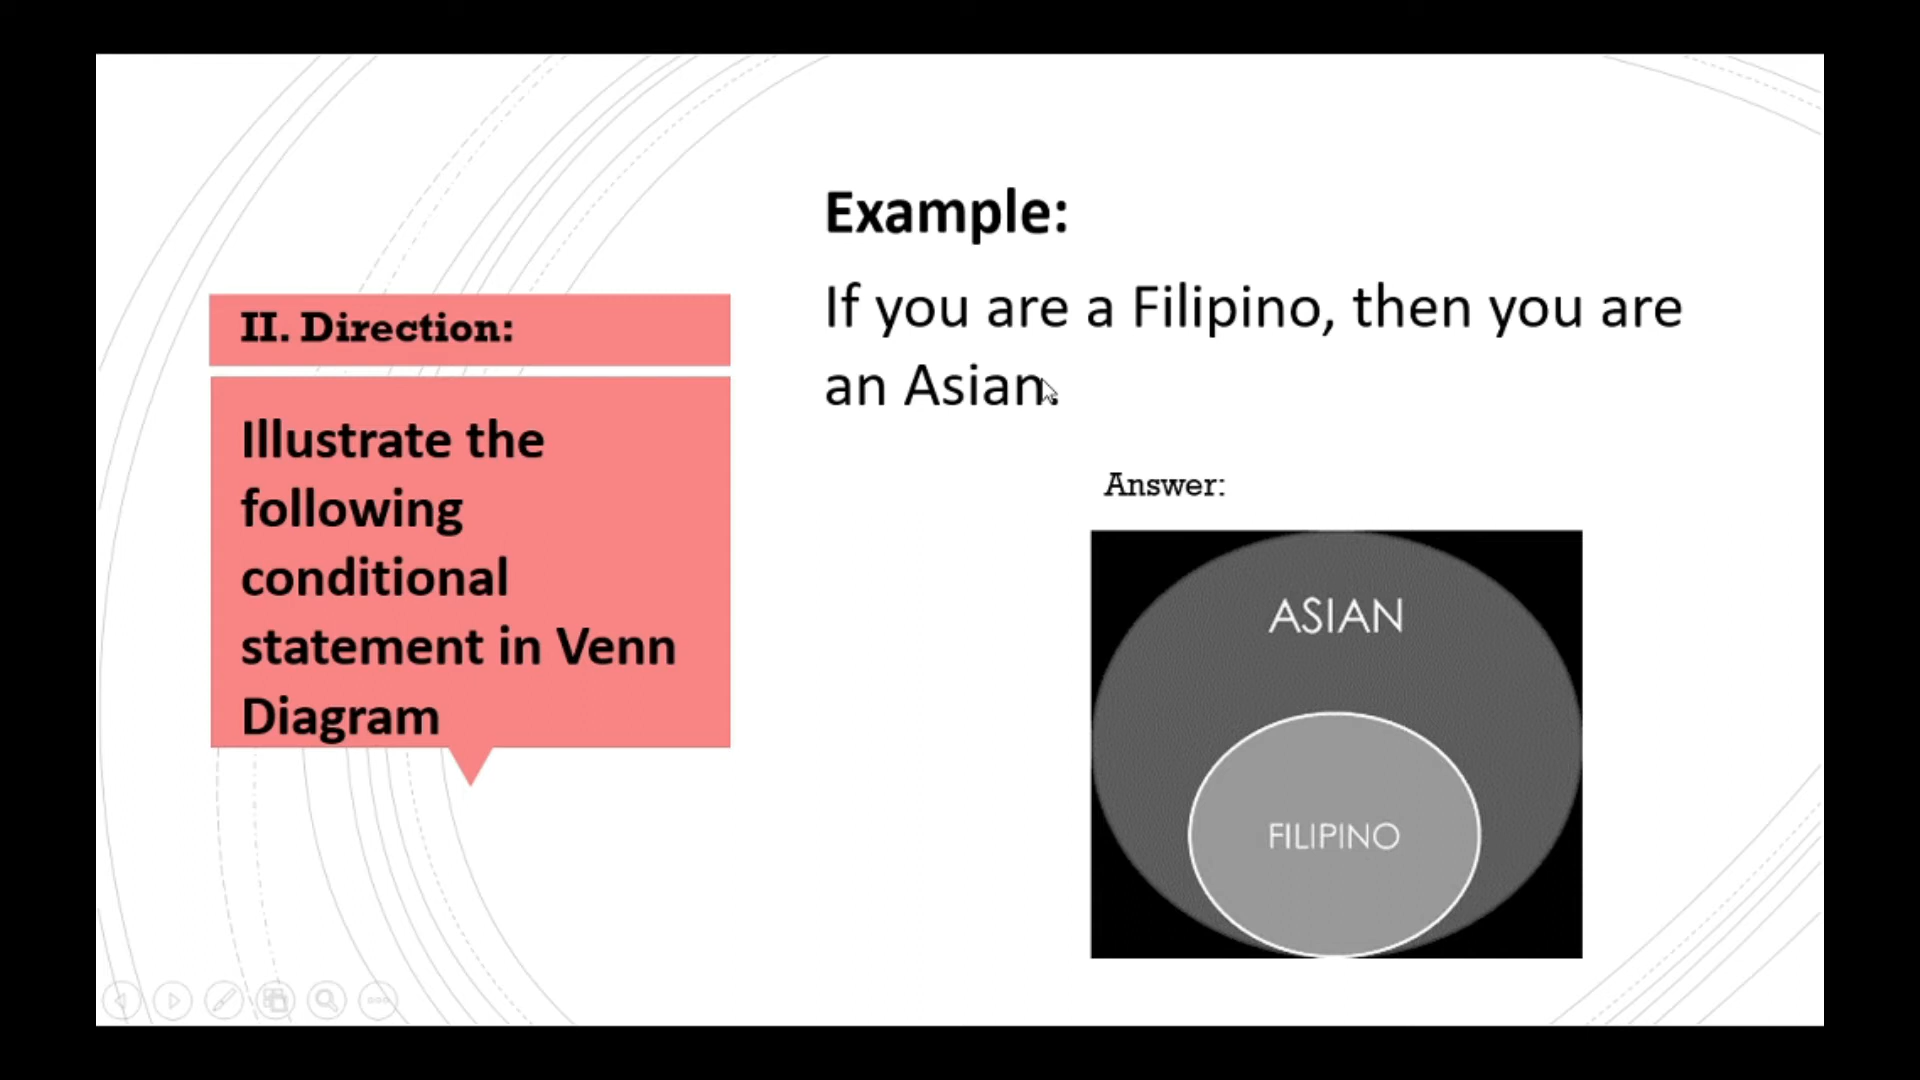 II. Direction:
Illustrate the
following
conditional
statement in Venn
Diagram
Example:
If you are a Filipino, then you are
an Asian.
Answer:
ASIAN
FILIPINO